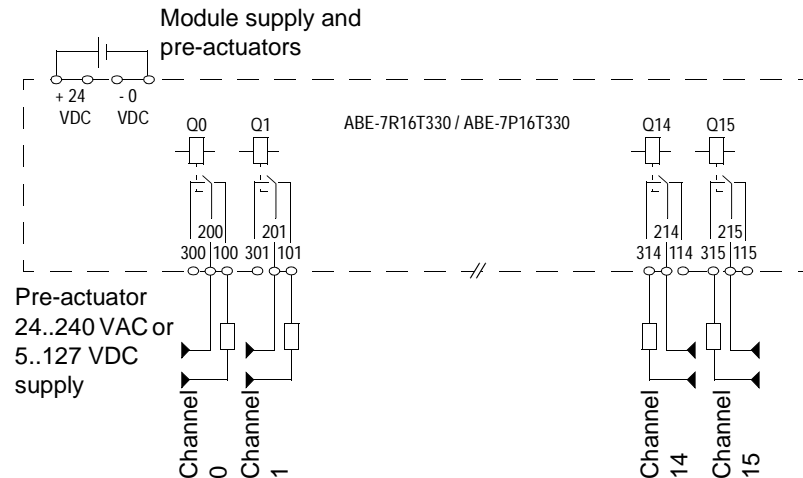 Module supply and
pre-actuators
+ 24
VDC
- 0
VDC
Q0
Q1
ABE-7R16T330 / ABE-7P16T330
Q14
Q15
200
201
214
215
300 100 301 101
314 114 315 115
Pre-actuator
24..240 VAC or
5..127 VDC
supply
Channel
0
Channel
1
Channel
14
Channel
15